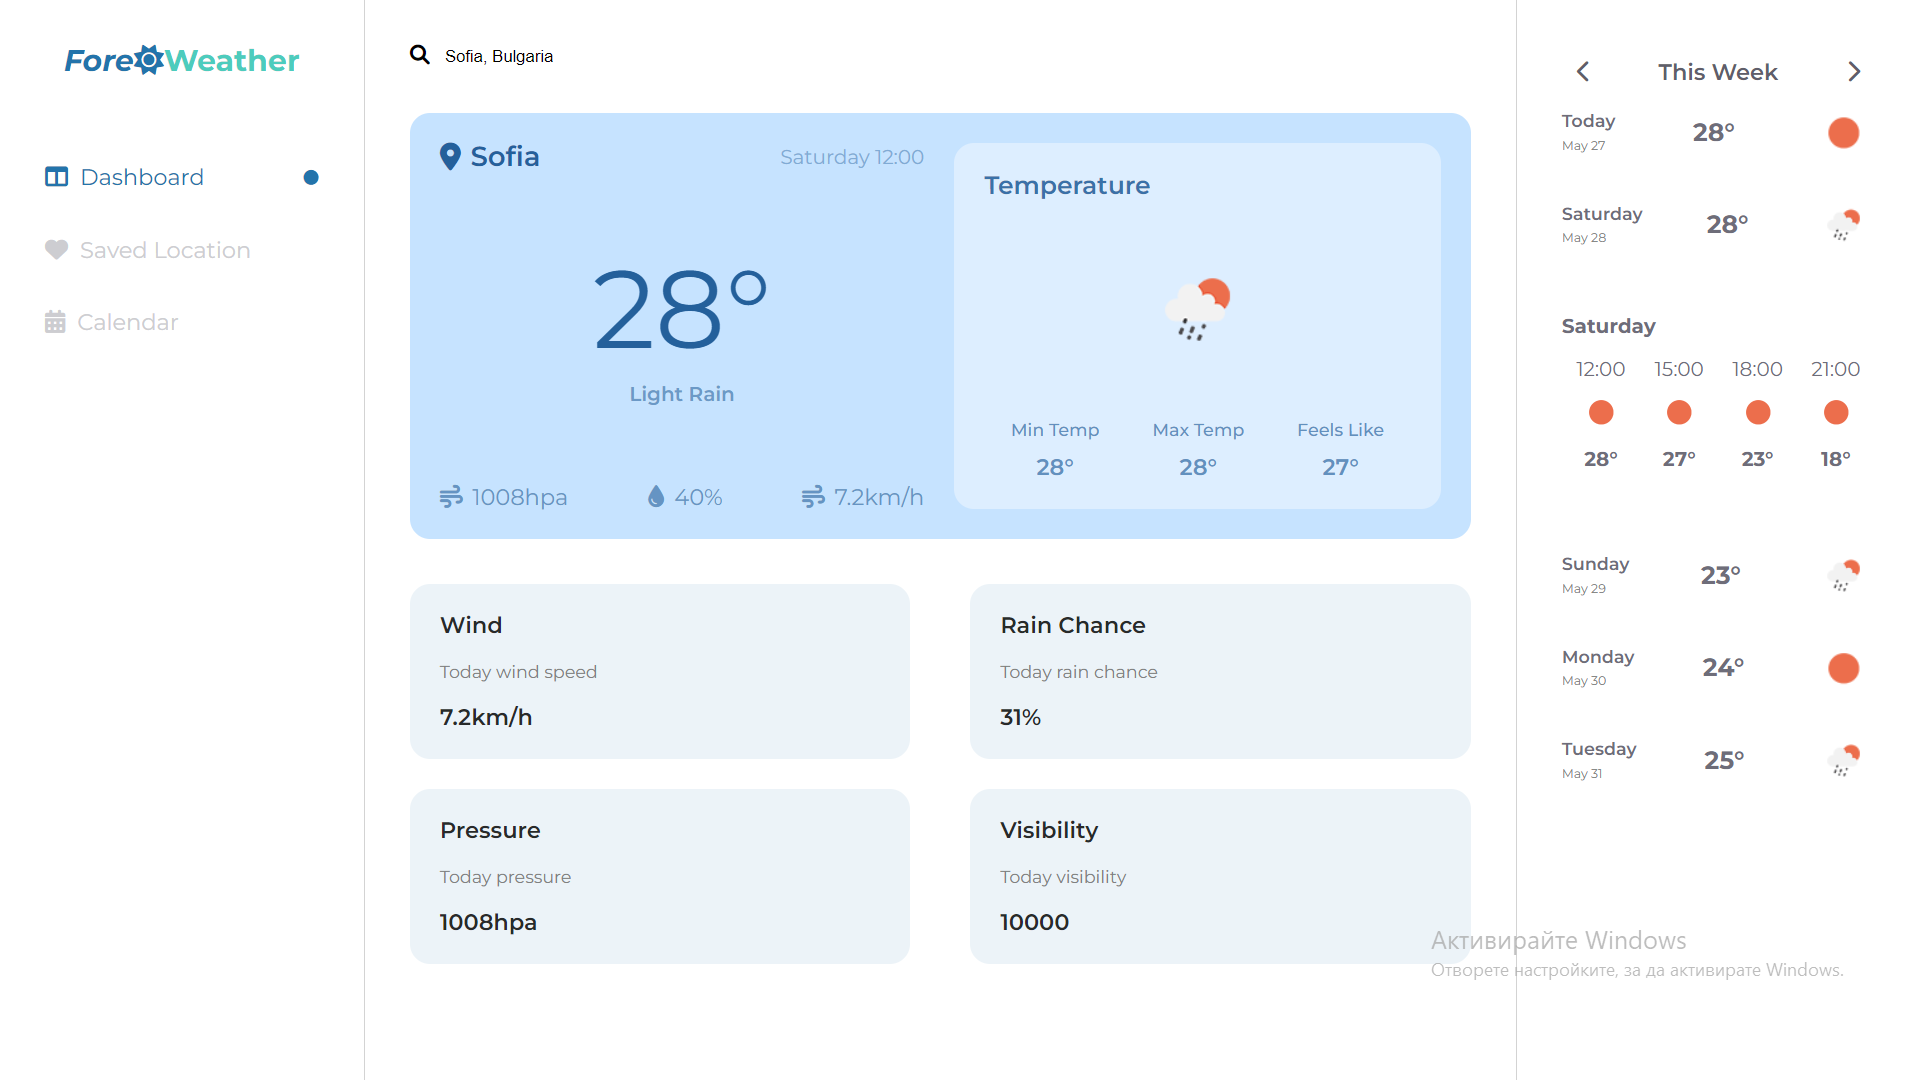 ForeWeather
Dashboard
Saved Location
Calendar
Sofia, Bulgaria
Sofia
Saturday 12:00
28°
Light Rain
1008hpa
40%
7.2km/h
Temperature
Min Temp Max Temp Feels Like
28° 28° 27°
Wind
Today wind speed
7.2km/h
Rain Chance
Today rain chance
31%
Pressure
Today pressure
1008hpa
Visibility
Today visibility
10000
This Week
Today
May 27
28°
Saturday
May 28
28°
Saturday
12:00 15:00 18:00 21:00
28° 27° 23° 18°
Sunday
May 29
23°
Monday
May 30
24°
Tuesday
May 31
25°
Активирайте Windows
Отворете настройките, за да активирате Windows.